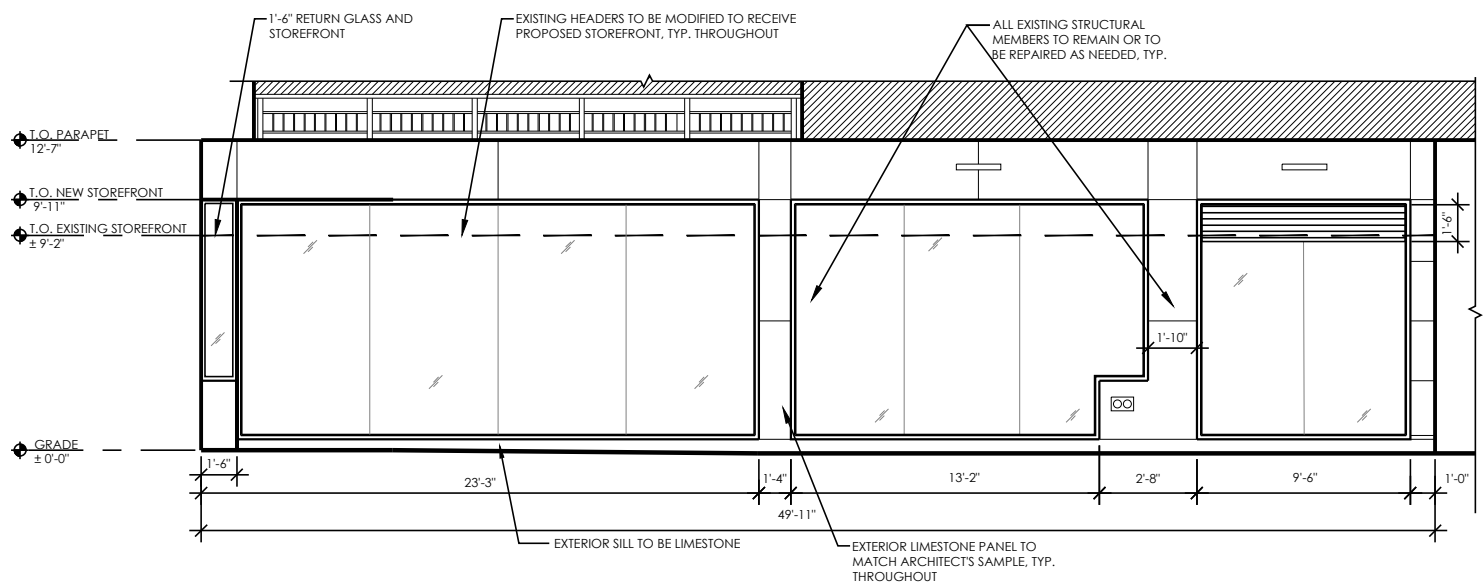 1'-6" RETURN GLASS AND
STOREFRONT
EXISTING HEADERS TO BE MODIFIED TO RECEIVE
PROPOSED STOREFRONT, TYP. THROUGHOUT
ALL EXISTING STRUCTURAL
MEMBERS TO REMAIN OR TO
BE REPAIRED AS NEEDED, TYP.
T.O. PARAPET
12'-7"
T.O. NEW STOREFRONT
9'-11"
T.O. EXISTING STOREFRONT
± 9'-2"
1'-6"
1'-10"
GRADE
± 0'-0"
1'-6"
23'-3"
1'-4"
13'-2"
2'-8"
9'-6"
1'-0"
49'-11"
EXTERIOR SILL TO BE LIMESTONE
EXTERIOR LIMESTONE PANEL TO
MATCH ARCHITECT'S SAMPLE, TYP.
THROUGHOUT